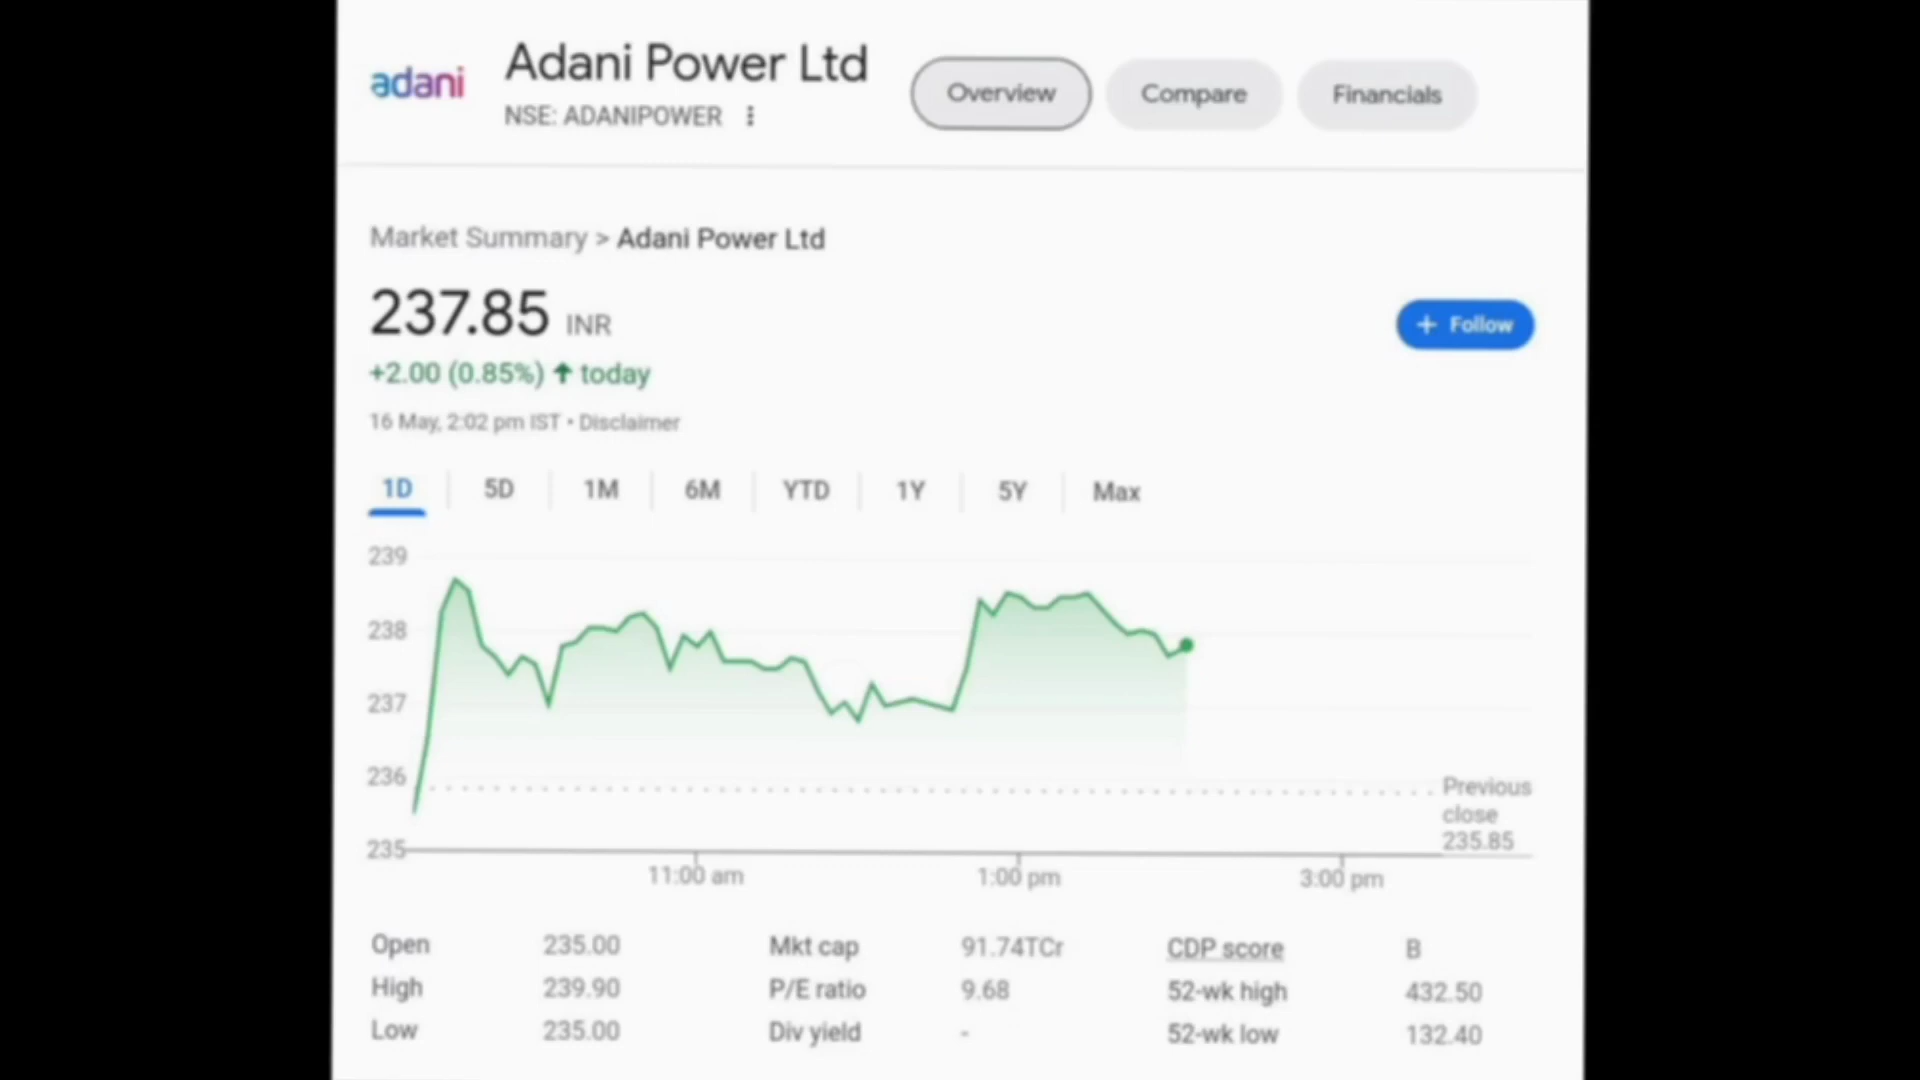 adani
Adani Power Ltd
NSE: ADANIPOWER
Overview
Compare
Financials
Market Summary > Adani Power Ltd
237.85 INR
+ Follow
+2.00 (0.85%) ↑ today
16 May, 2:02 pm IST • Disclaimer
1D 5D 1M 6M YTD 1Y 5Y Max
239
238
237
236
235
Previous
close
235.85
11:00 am 1:00 pm 3:00 pm
Open 235.00 Mkt cap 91.74TCr CDP score B
High 239.90 P/E ratio 9.68 52-wk high 432.50
Low 235.00 Div yield - 52-wk low 132.40